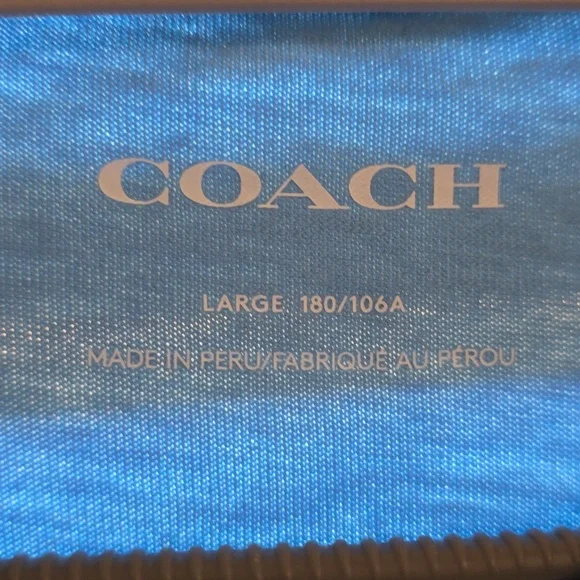 COACH
LARGE 180/106A
MADE IN PERU/FABRIQUÉ AU PÉROU